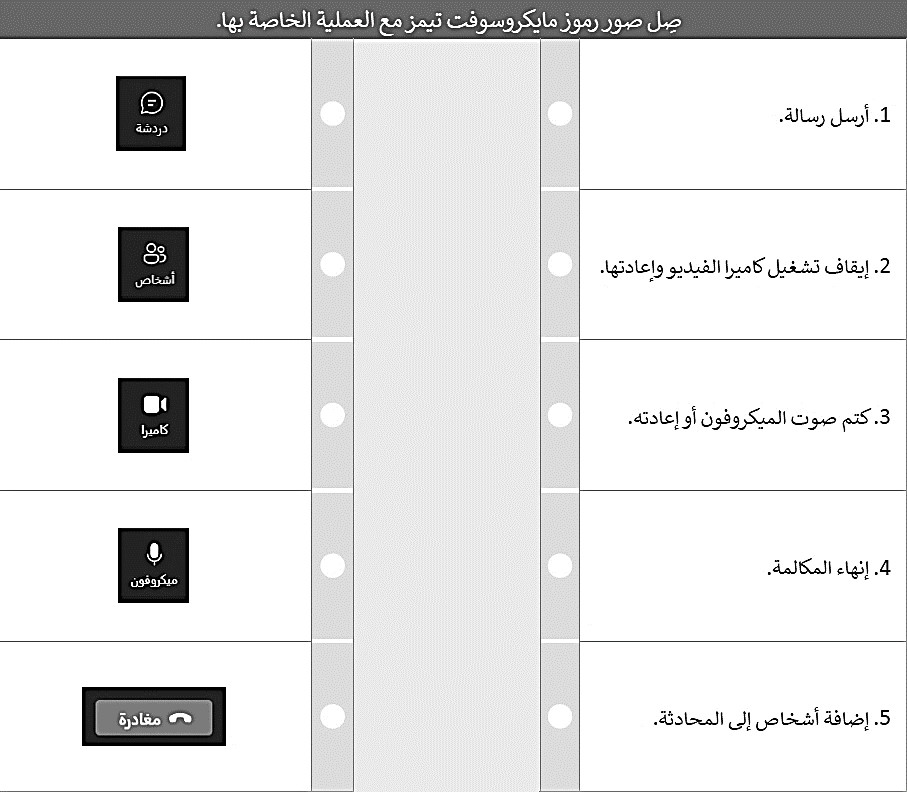 صِل صور رموز مايكروسوفت تيمز مع العملية الخاصة بها.
1. أرسل رسالة.
دردشة
2. إيقاف تشغيل كاميرا الفيديو وإعادتها.
أشخاص
3. كتم صوت الميكروفون أو إعادته.
كاميرا
4. إنهاء المكالمة.
ميكروفون
5. إضافة أشخاص إلى المحادثة.
مغادرة